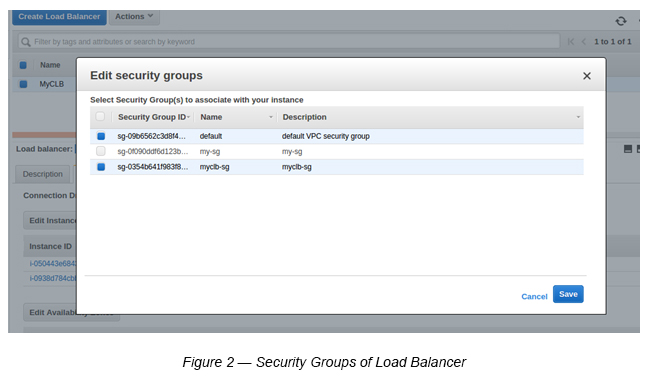 Create Load Balancer Actions
Filter by tags and attributes or search by keyword
1 to 1 of 1
Name
MyCLB
Edit security groups
Select Security Group(s) to associate with your instance
Security Group ID Name Description
sg-09b6562c3d8f4... default default VPC security group
sg-0f090ddf6d123b... my-sg my-sg
sg-0354b641f983f8... myclb-sg myclb-sg
Load balancer:
Description
Connection D
Edit Instanc
Instance ID
i-050443e684
i-0938d784cb
Cancel Save
Edit Availab
Figure 2 — Security Groups of Load Balancer